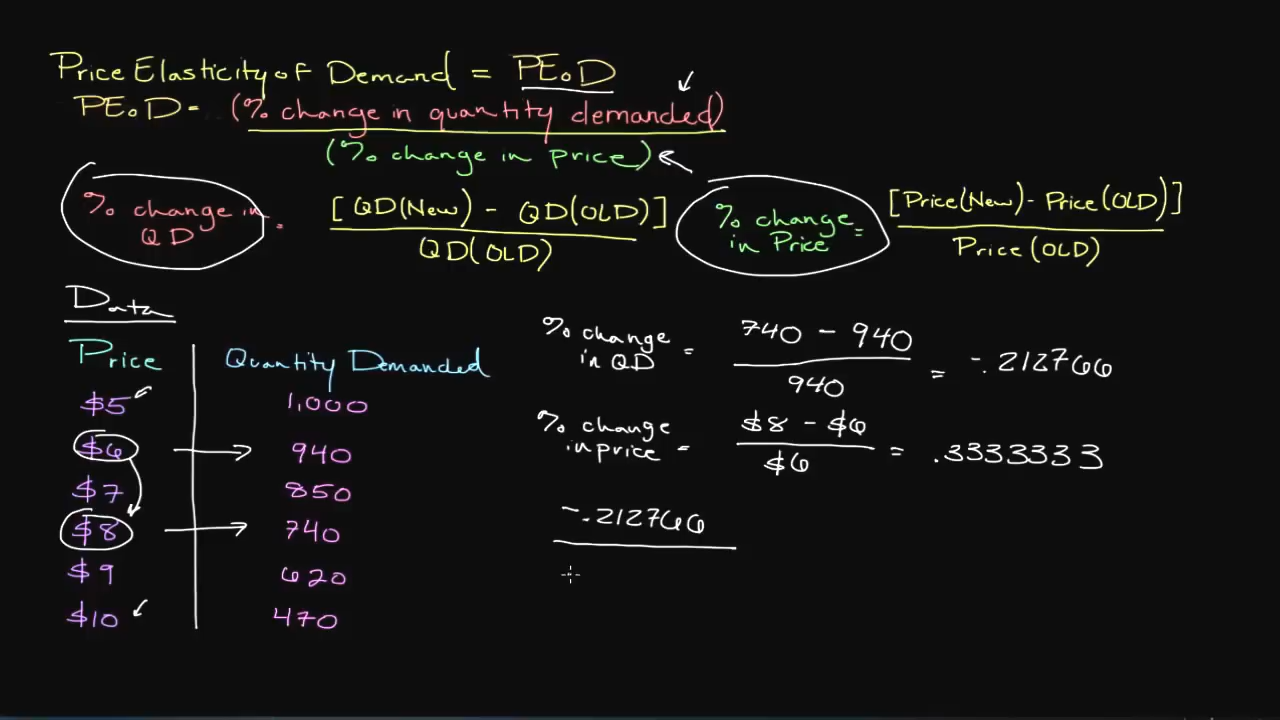 Price Elasticity of Demand = PEoD
PEoD = (% change in quantity demanded)
(% change in price)
% change in QD = [QD(New) - QD(OLD)]
QD(OLD)
% change in Price = [Price(New) - Price(OLD)]
Price(OLD)
Data
Price Quantity Demanded
$5 1,000
$6 940
$7 850
$8 740
$9 620
$10 470
% change in QD = 740 - 940
940
= -.212766
% change in price = $8 - $6
$6
= .3333333
-.212766